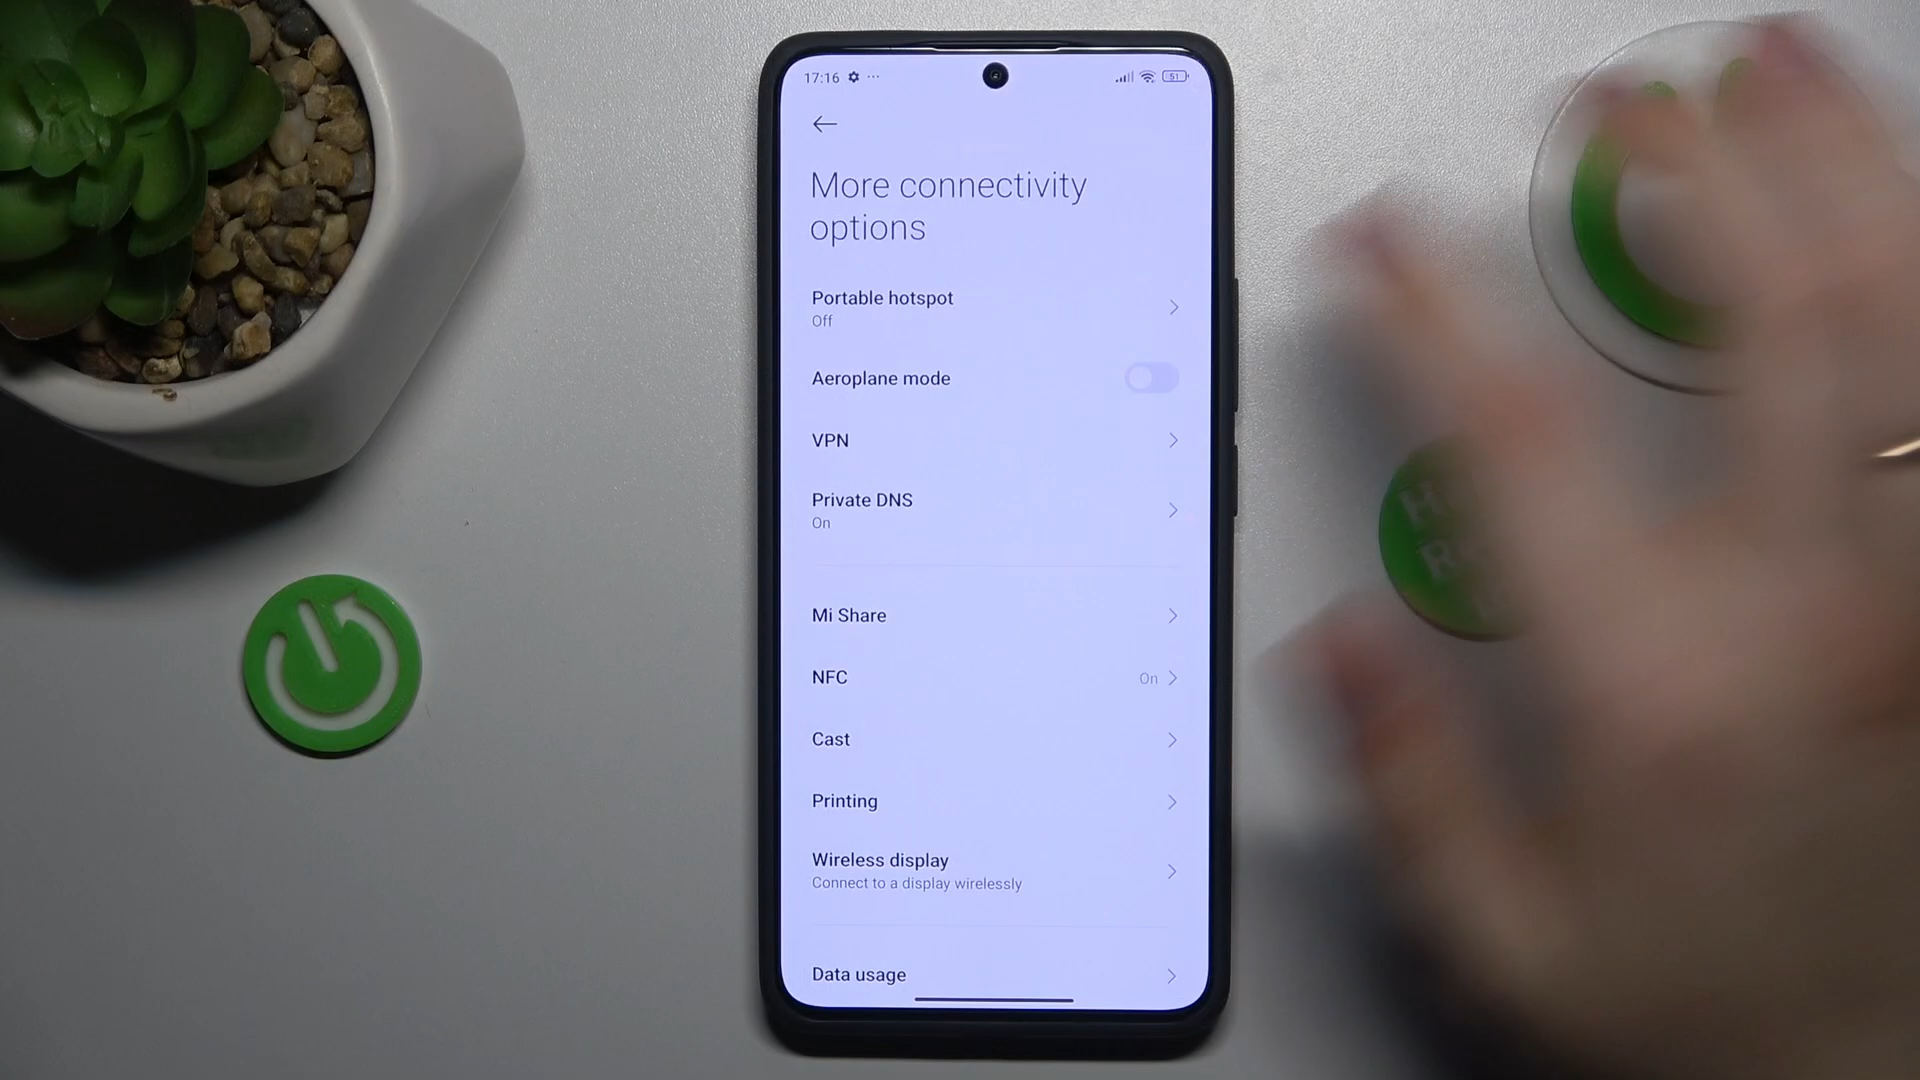 17:16
51
More connectivity
options
Portable hotspot
Off
Aeroplane mode
VPN
Private DNS
On
Mi Share
NFC
On
Cast
Printing
Wireless display
Connect to a display wirelessly
Data usage